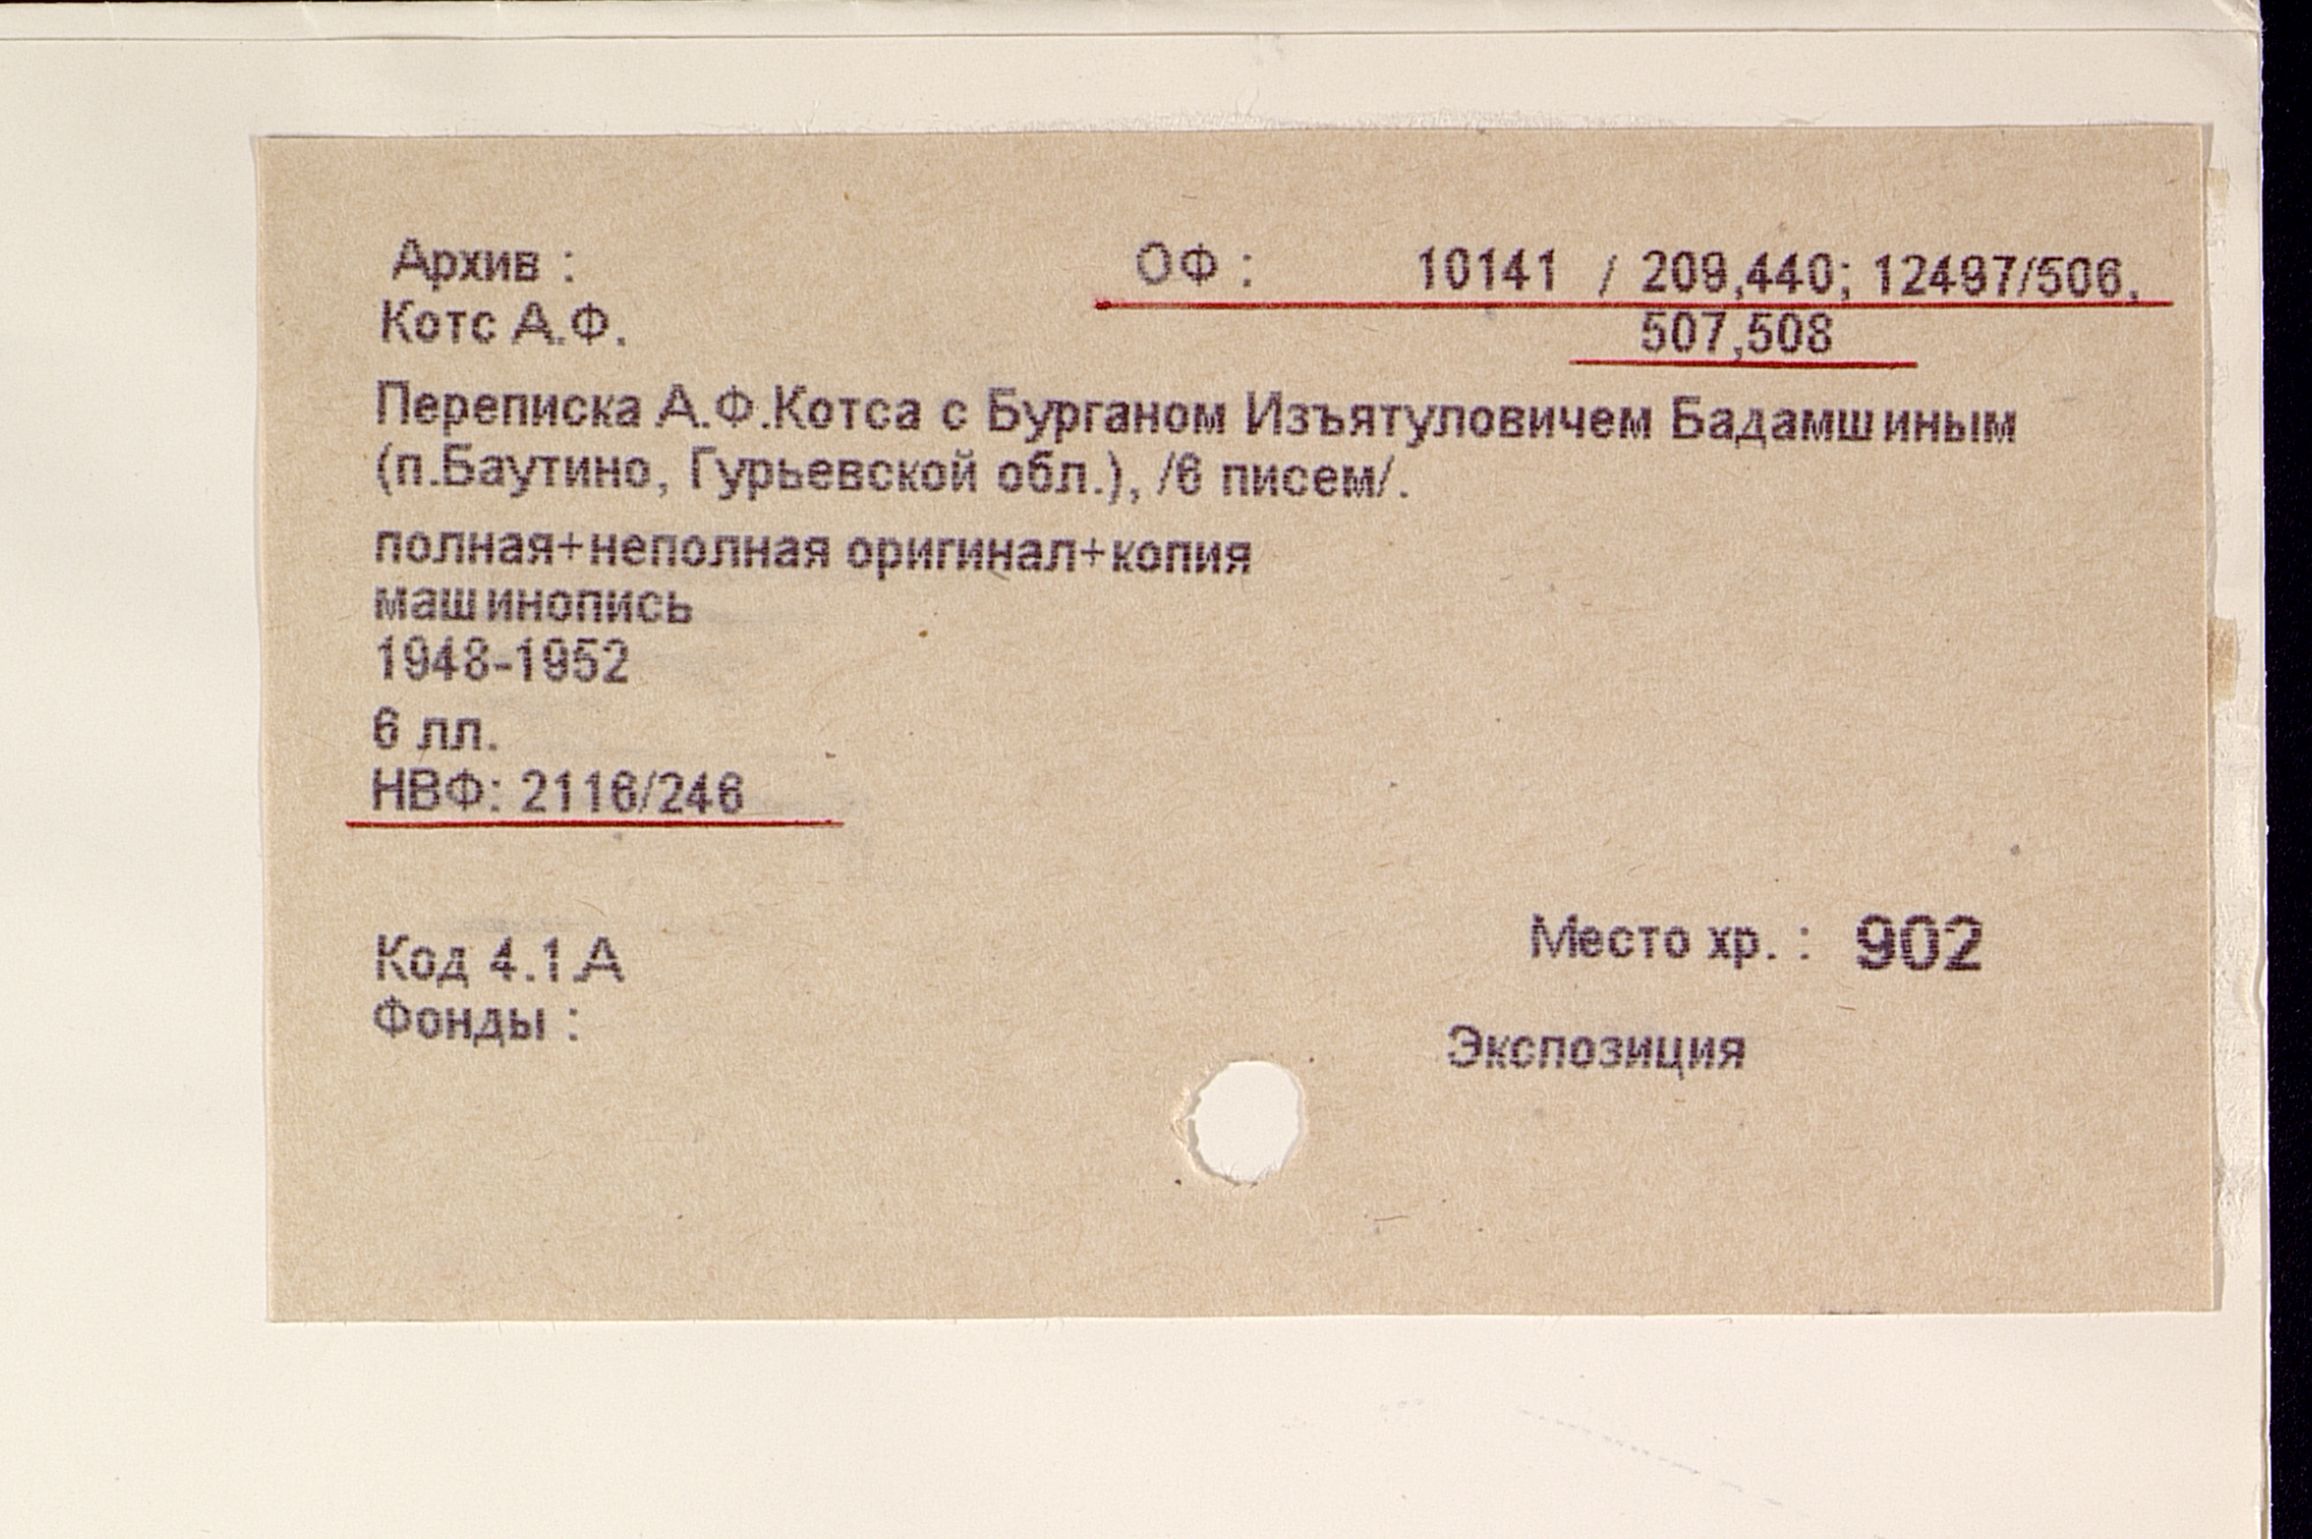 Архив : ОФ : 10141 / 209,440; 12497/506,
Котс А.Ф. 507,508
Переписка А.Ф.Котса с Бурганом Изъятуловичем Бадамшиным
(п.Баутино, Гурьевской обл.), /6 писем/.
полная+неполная оригинал+копия
машинопись
1948-1952
6 лл.
НВФ: 2116/246
Код 4.1.А Место хр. : 902
Фонды : Экспозиция